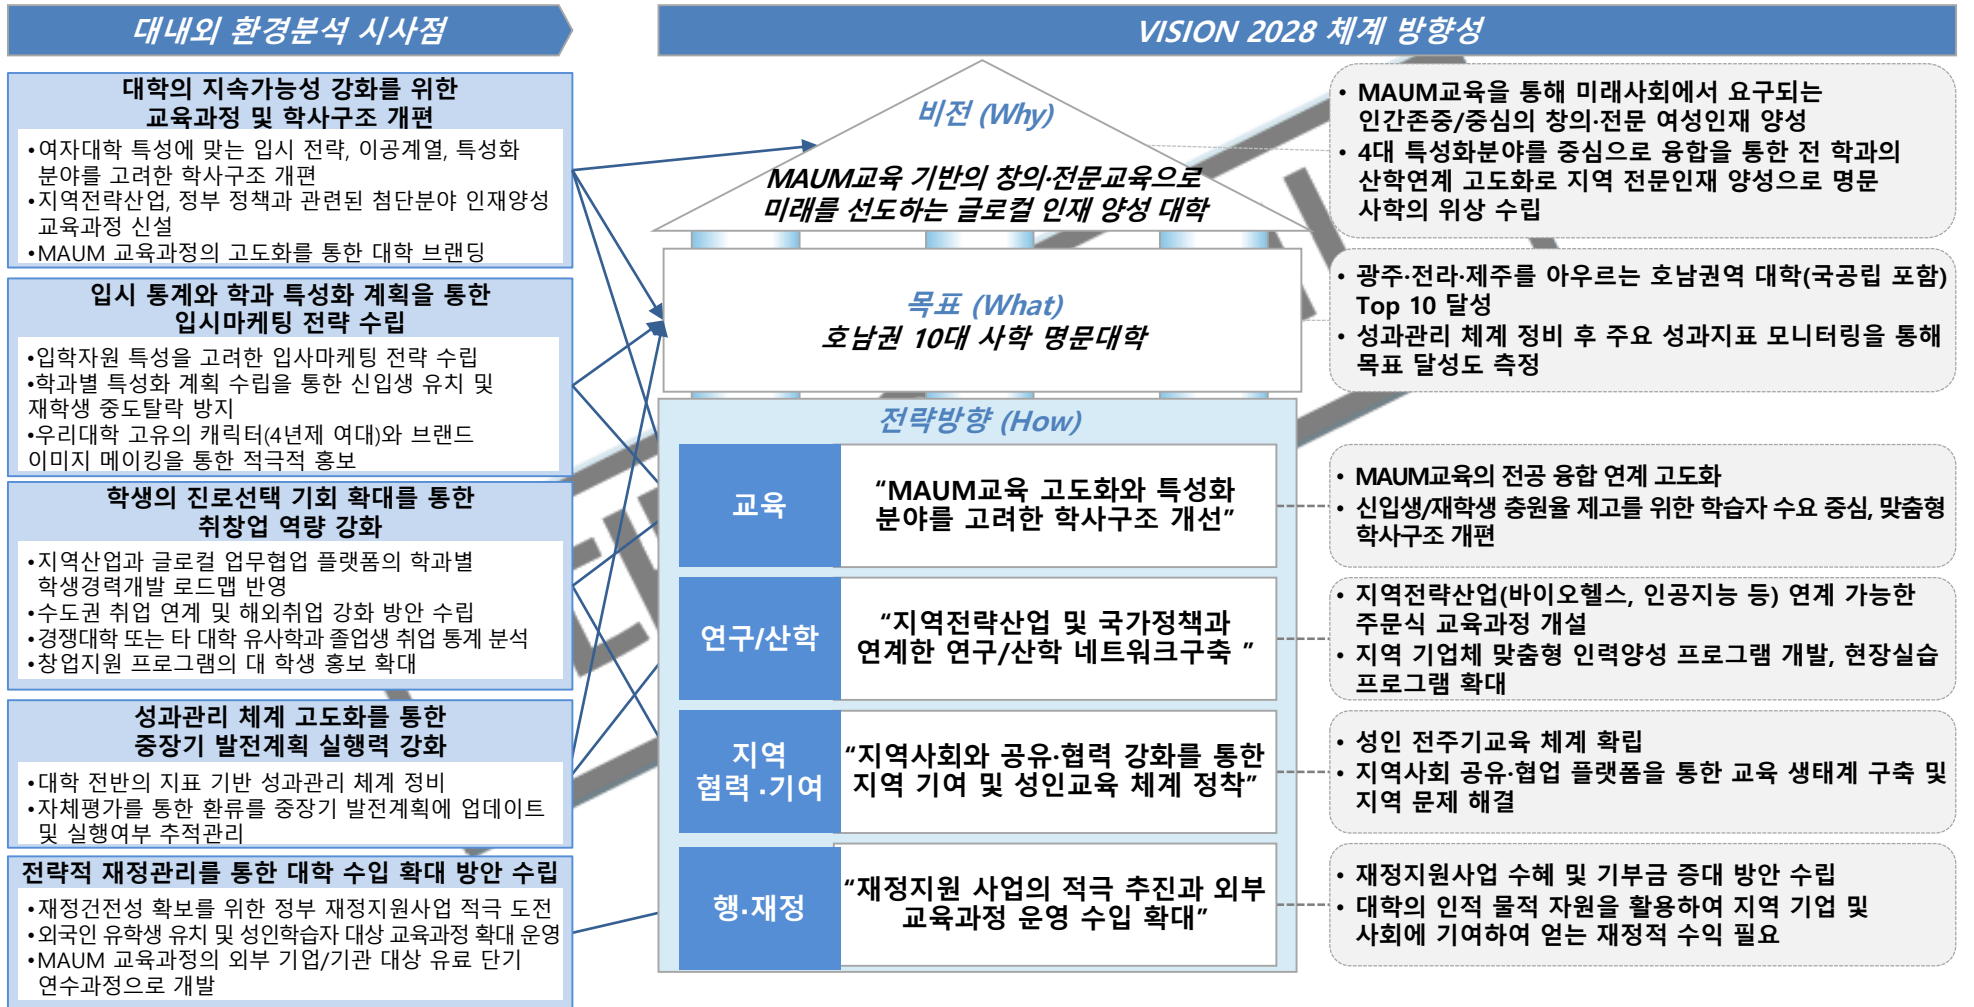 대내외 환경분석 시사점
대학의 지속가능성 강화를 위한
교육과정 및 학사구조 개편
•여자대학 특성에 맞는 입시 전략, 이공계열, 특성화
분야를 고려한 학사구조 개편
•지역전략산업, 정부 정책과 관련된 첨단분야 인재양성
교육과정 신설
•MAUM 교육과정의 고도화를 통한 대학 브랜딩
입시 통계와 학과 특성화 계획을 통한
입시마케팅 전략 수립
•입학자원 특성을 고려한 입사마케팅 전략 수립
•학과별 특성화 계획 수립을 통한 신입생 유치 및
재학생 중도탈락 방지
•우리대학 고유의 캐릭터(4년제 여대)와 브랜드
이미지 메이킹을 통한 적극적 홍보
학생의 진로선택 기회 확대를 통한
취창업 역량 강화
•지역산업과 글로컬 업무협업 플랫폼의 학과별
학생경력개발 로드맵 반영
•수도권 취업 연계 및 해외취업 강화 방안 수립
•경쟁대학 또는 타 대학 유사학과 졸업생 취업 통계 분석
•창업지원 프로그램의 대 학생 홍보 확대
성과관리 체계 고도화를 통한
중장기 발전계획 실행력 강화
•대학 전반의 지표 기반 성과관리 체계 정비
•자체평가를 통한 환류를 중장기 발전계획에 업데이트
및 실행여부 추적관리
전략적 재정관리를 통한 대학 수입 확대 방안 수립
•재정건전성 확보를 위한 정부 재정지원사업 적극 도전
•외국인 유학생 유치 및 성인학습자 대상 교육과정 확대 운영
•MAUM 교육과정의 외부 기업/기관 대상 유료 단기
연수과정으로 개발
VISION 2028 체계 방향성
비전 (Why)
MAUM교육 기반의 창의·전문교육으로
미래를 선도하는 글로컬 인재 양성 대학
• MAUM교육을 통해 미래사회에서 요구되는
인간존중/중심의 창의·전문 여성인재 양성
• 4대 특성화분야를 중심으로 융합을 통한 전 학과의
산학연계 고도화로 지역 전문인재 양성으로 명문
사학의 위상 수립
목표 (What)
호남권 10대 사학 명문대학
• 광주·전라·제주를 아우르는 호남권역 대학(국공립 포함)
Top 10 달성
• 성과관리 체계 정비 후 주요 성과지표 모니터링을 통해
목표 달성도 측정
전략방향 (How)
교육
“MAUM교육 고도화와 특성화
분야를 고려한 학사구조 개선”
• MAUM교육의 전공 융합 연계 고도화
• 신입생/재학생 충원율 제고를 위한 학습자 수요 중심, 맞춤형
학사구조 개편
연구/산학
“지역전략산업 및 국가정책과
연계한 연구/산학 네트워크구축 ”
• 지역전략산업(바이오헬스, 인공지능 등) 연계 가능한
주문식 교육과정 개설
• 지역 기업체 맞춤형 인력양성 프로그램 개발, 현장실습
프로그램 확대
지역
협력 ·기여
“지역사회와 공유·협력 강화를 통한
지역 기여 및 성인교육 체계 정착”
• 성인 전주기교육 체계 확립
• 지역사회 공유·협업 플랫폼을 통한 교육 생태계 구축 및
지역 문제 해결
행·재정
“재정지원 사업의 적극 추진과 외부
교육과정 운영 수입 확대”
• 재정지원사업 수혜 및 기부금 증대 방안 수립
• 대학의 인적 물적 자원을 활용하여 지역 기업 및
사회에 기여하여 얻는 재정적 수익 필요